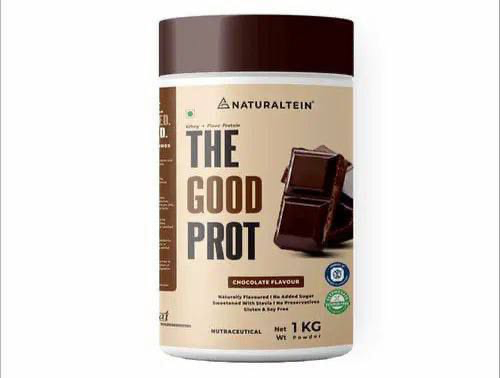 NATURALTEIN®
Whey + Plant Protein
THE
GOOD
PROT
CHOCOLATE FLAVOUR
Naturally Flavoured I No Added Sugar
Sweetened With Stevia I No Preservatives
Gluten & Soy Free
NUTRACEUTICAL
Net 1 KG
Wt Powder